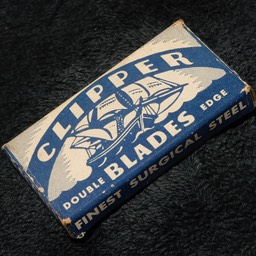 CLIPPER
DOUBLE BLADES EDGE
FINEST SURGICAL STEEL